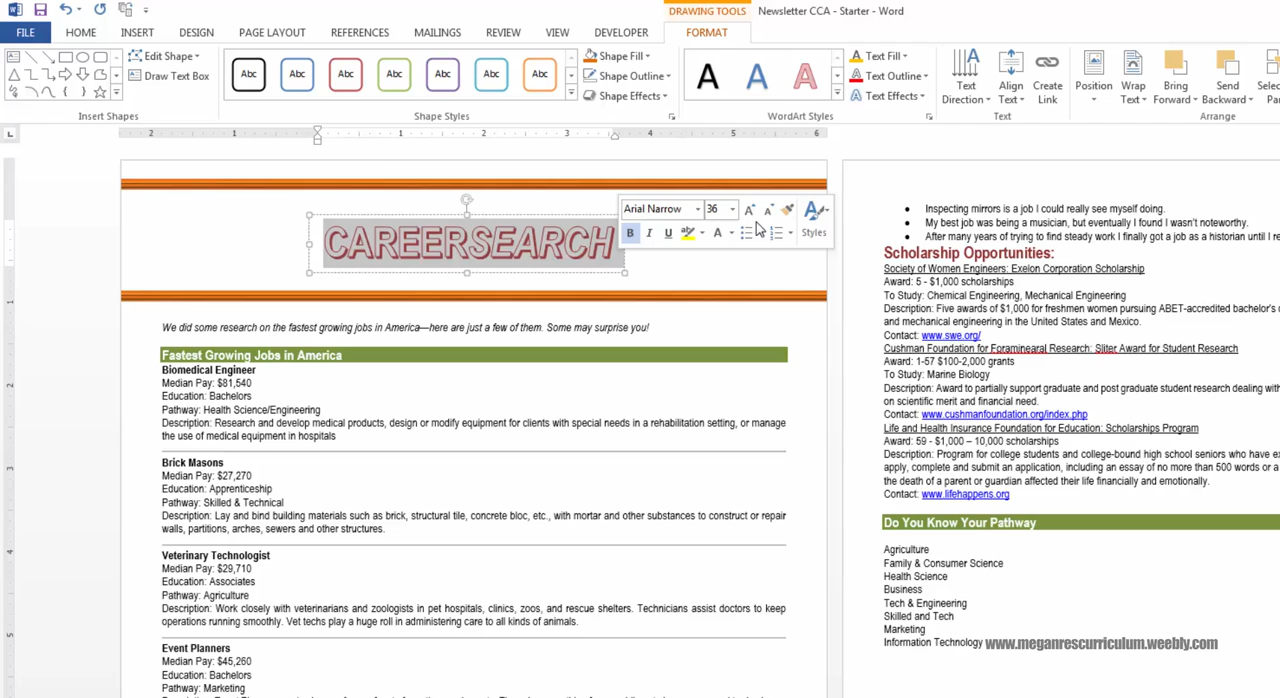 DRAWING TOOLS
Newsletter CCA - Starter - Word
FILE HOME INSERT DESIGN PAGE LAYOUT REFERENCES MAILINGS REVIEW VIEW DEVELOPER FORMAT
Edit Shape
Draw Text Box
Insert Shapes
Abc Abc Abc Abc Abc Abc Abc
Shape Fill
Shape Outline
Shape Effects
Shape Styles
A A A
Text Fill
Text Outline
Text Effects
WordArt Styles
Text Direction
Align Text
Create Link
Text
Position
Wrap Text
Bring Forward
Send Backward
Arrange
2 1 1 2 3 4 5 6
Arial Narrow 36
B I U A Styles
CAREERSEARCH
We did some research on the fastest growing jobs in America—here are just a few of them. Some may surprise you!
Fastest Growing Jobs in America
Biomedical Engineer
Median Pay: $81,540
Education: Bachelors
Pathway: Health Science/Engineering
Description: Research and develop medical products, design or modify equipment for clients with special needs in a rehabilitation setting, or manage
the use of medical equipment in hospitals
Brick Masons
Median Pay: $27,270
Education: Apprenticeship
Pathway: Skilled & Technical
Description: Lay and bind building materials such as brick, structural tile, concrete bloc, etc., with mortar and other substances to construct or repair
walls, partitions, arches, sewers and other structures.
Veterinary Technologist
Median Pay: $29,710
Education: Associates
Pathway: Agriculture
Description: Work closely with veterinarians and zoologists in pet hospitals, clinics, zoos, and rescue shelters. Technicians assist doctors to keep
operations running smoothly. Vet techs play a huge roll in administering care to all kinds of animals.
Event Planners
Median Pay: $45,260
Education: Bachelors
Pathway: Marketing
• Inspecting mirrors is a job I could really see myself doing.
• My best job was being a musician, but eventually I found I wasn't noteworthy.
• After many years of trying to find steady work I finally got a job as a historian until I
Scholarship Opportunities:
Society of Women Engineers: Exelon Corporation Scholarship
Award: 5 - $1,000 scholarships
To Study: Chemical Engineering, Mechanical Engineering
Description: Five awards of $1,000 for freshmen women pursuing ABET-accredited bachelor's
and mechanical engineering in the United States and Mexico.
Contact: www.swe.org/
Cushman Foundation for Foraminearal Research: Sliter Award for Student Research
Award: 1-57 $100-2,000 grants
To Study: Marine Biology
Description: Award to partially support graduate and post graduate student research dealing
on scientific merit and financial need.
Contact: www.cushmanfoundation.org/index.php
Life and Health Insurance Foundation for Education: Scholarships Program
Award: 59 - $1,000 – 10,000 scholarships
Description: Program for college students and college-bound high school seniors who have
apply, complete and submit an application, including an essay of no more than 500 words or a
the death of a parent or guardian affected their life financially and emotionally.
Contact: www.lifehappens.org
Do You Know Your Pathway
Agriculture
Family & Consumer Science
Health Science
Business
Tech & Engineering
Skilled and Tech
Marketing
Information Technology
www.meganrescurriculum.weebly.com